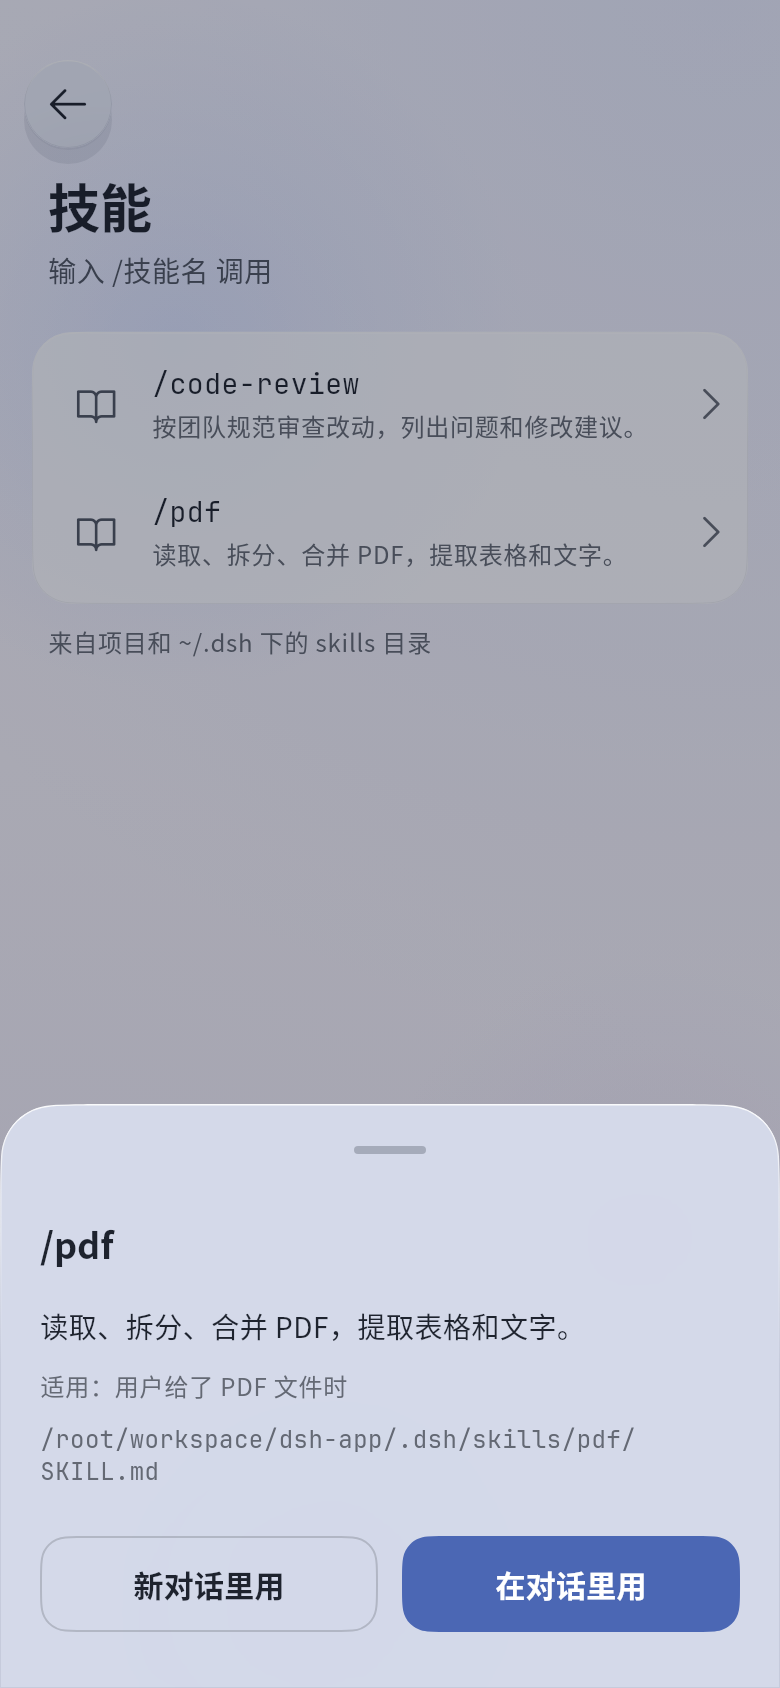 技能
输入 /技能名 调用
/code-review
按团队规范审查改动，列出问题和修改建议。
/pdf
读取、拆分、合并 PDF，提取表格和文字。
来自项目和 ~/.dsh 下的 skills 目录
/pdf
读取、拆分、合并 PDF，提取表格和文字。
适用：用户给了 PDF 文件时
/root/workspace/dsh-app/.dsh/skills/pdf/
SKILL.md
新对话里用
在对话里用